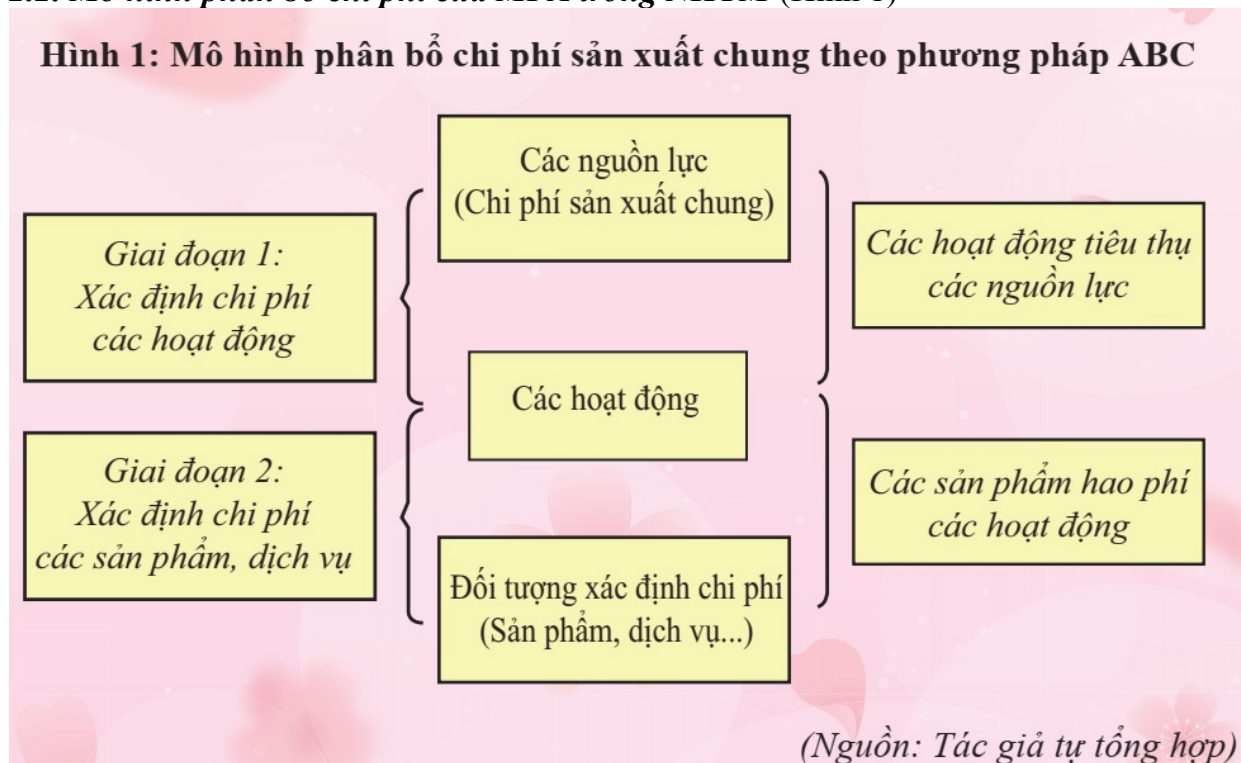 Hình 1: Mô hình phân bổ chi phí sản xuất chung theo phương pháp ABC
Giai đoạn 1:
Xác định chi phí
các hoạt động
Giai đoạn 2:
Xác định chi phí
các sản phẩm, dịch vụ
Các nguồn lực
(Chi phí sản xuất chung)
Các hoạt động
Đối tượng xác định chi phí
(Sản phẩm, dịch vụ...)
Các hoạt động tiêu thụ
các nguồn lực
Các sản phẩm hao phí
các hoạt động
(Nguồn: Tác giả tự tổng hợp)